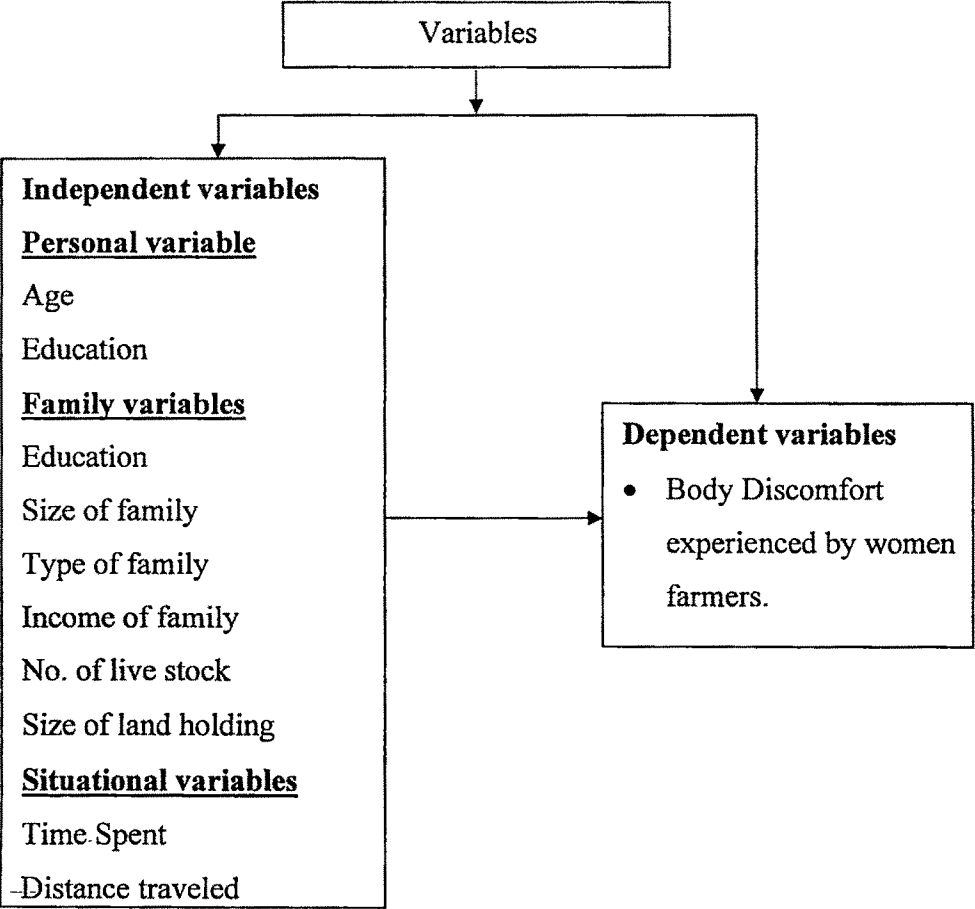 Variables
Independent variables
Personal variable
Age
Education
Family variables
Education
Size of family
Type of family
Income of family
No. of live stock
Size of land holding
Situational variables
Time Spent
Distance traveled
Dependent variables
• Body Discomfort
experienced by women
farmers.